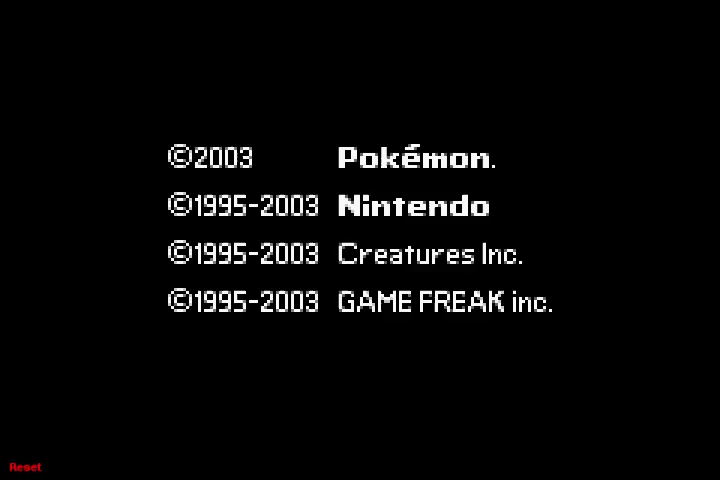 ©2003 Pokémon.
©1995-2003 Nintendo
©1995-2003 Creatures Inc.
©1995-2003 GAME FREAK inc.
Reset